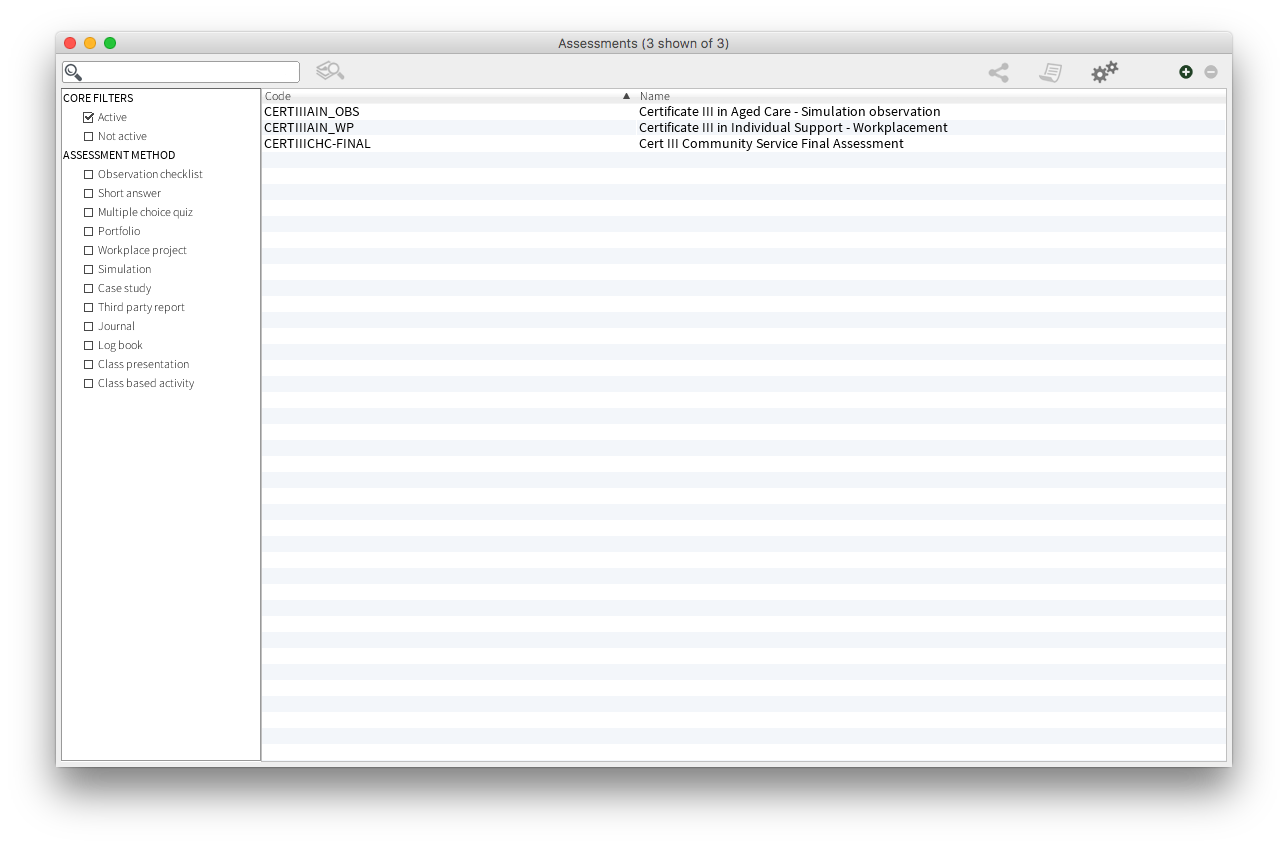 Assessments (3 shown of 3)
CORE FILTERS
Active
Not active
ASSESSMENT METHOD
Observation checklist
Short answer
Multiple choice quiz
Portfolio
Workplace project
Simulation
Case study
Third party report
Journal
Log book
Class presentation
Class based activity
Code Name
CERTIIIAIN_OBS Certificate III in Aged Care - Simulation observation
CERTIIIAIN_WP Certificate III in Individual Support - Workplacement
CERTIIICHC-FINAL Cert III Community Service Final Assessment